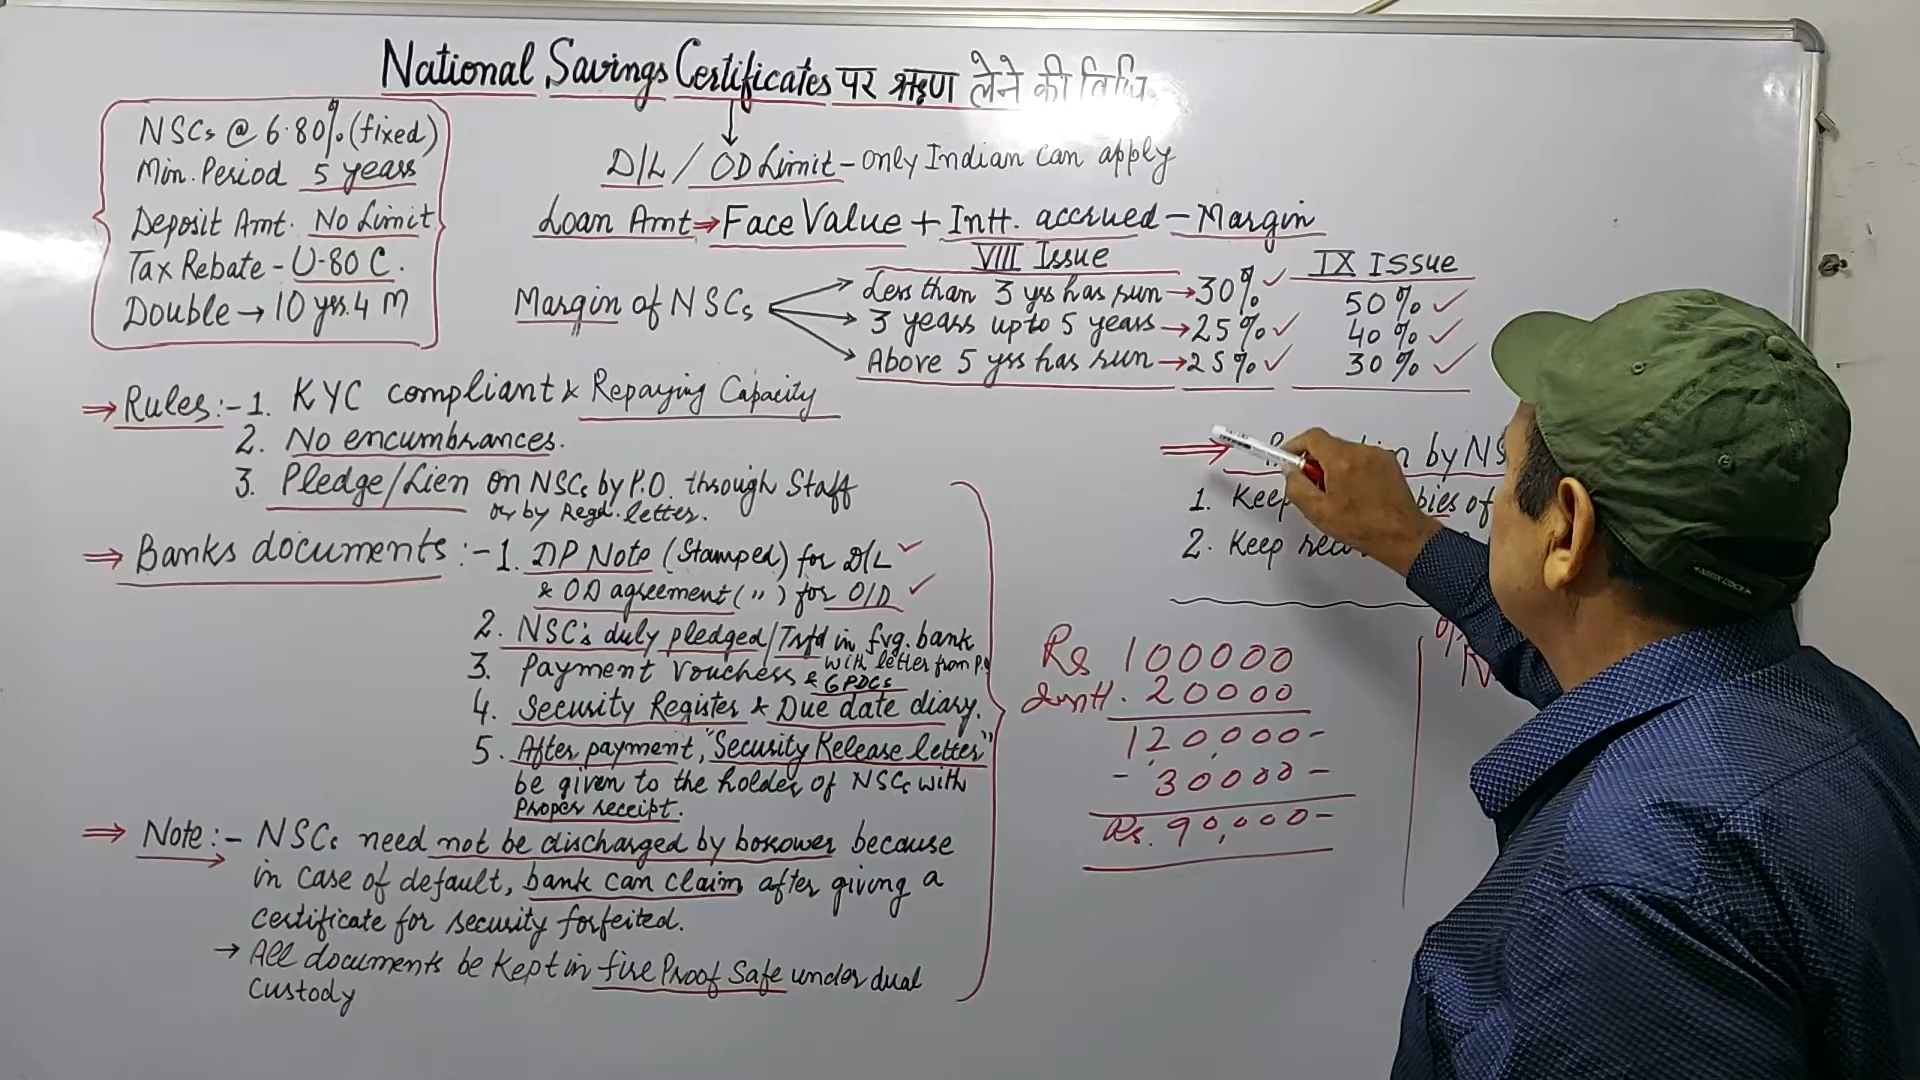 National Savings Certificates पर ऋण लेने की विधि
D/L / OD Limit - only Indian can apply
NSCs @ 6.80% (fixed)
Min. Period 5 years
Deposit Amt. No Limit
Tax Rebate - U-80 C.
Double → 10 yrs. 4 M
Loan Amt ⇒ Face Value + Intt. accrued - Margin
VIII Issue IX Issue
Margin of NSCs
Less than 3 yrs has run → 30% ✓ 50% ✓
3 years upto 5 years → 25% ✓ 40% ✓
Above 5 yrs has run → 25% ✓ 30% ✓
⇒ Rules :- 1. KYC compliant & Repaying Capacity
2. No encumbrances.
3. Pledge/Lien on NSCs by P.O. through Staff
or by Regd. letter.
⇒ Banks documents :- 1. DP Note (Stamped) for D/L ✓
& OD agreement ( " ) for O/D ✓
2. NSC's duly pledged/Trfd in fvg. bank
with letter from P.O
3. Payment Vouchers & 6 PDCs
4. Security Register & Due date diary.
5. After payment, "Security Release letter"
be given to the holder of NSCs with
Proper receipt.
⇒ Note :- NSCs need not be discharged by borrower because
in case of default, bank can claim after giving a
certificate for security forfeited.
→ All documents be kept in fire Proof Safe under dual
custody
by NS
1. Keep of
2. Keep
Rs 100000
Intt. 20000
120,000-
- 30000-
Rs. 90,000-